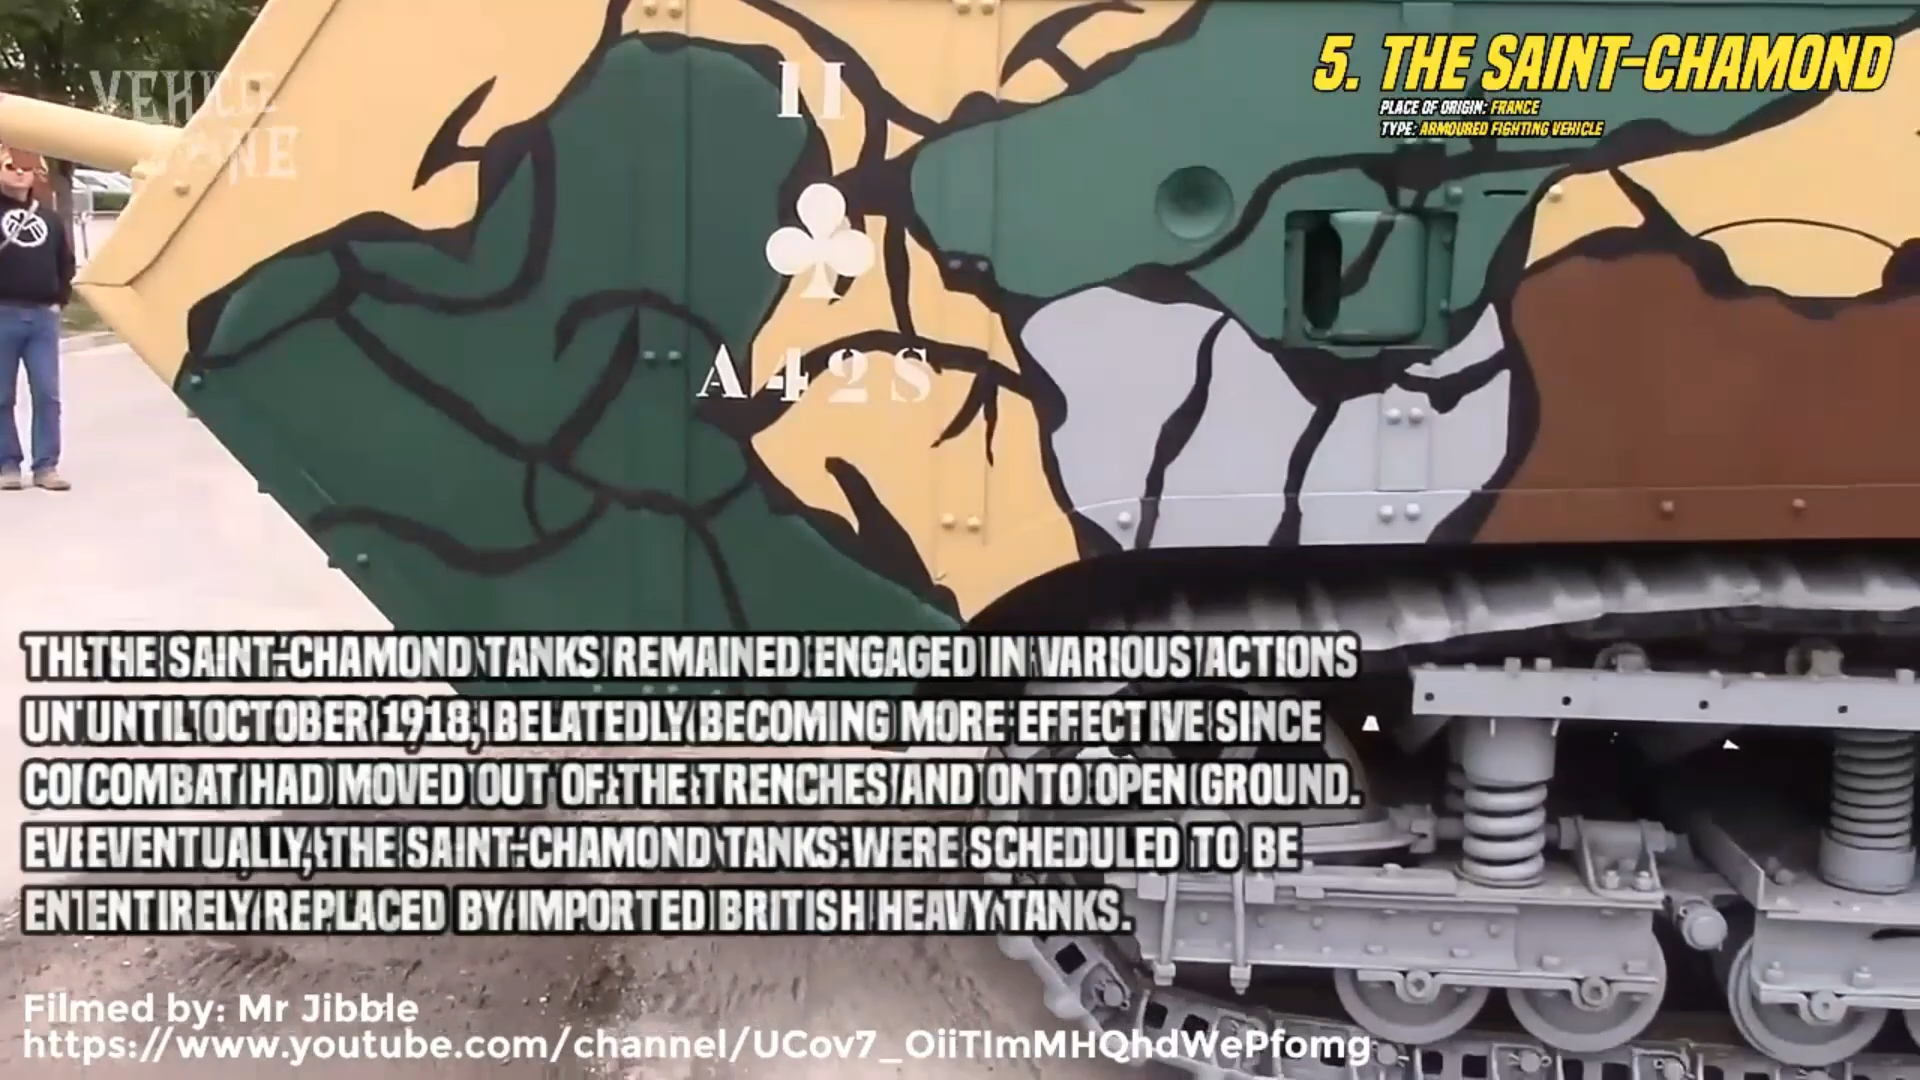 VEHICLE
ZONE
5. THE SAINT-CHAMOND
PLACE OF ORIGIN: FRANCE
TYPE: ARMOURED FIGHTING VEHICLE
II
A42S
THE SAINT-CHAMOND TANKS REMAINED ENGAGED IN VARIOUS ACTIONS
UNTIL OCTOBER 1918, BELATEDLY BECOMING MORE EFFECTIVE SINCE
COMBAT HAD MOVED OUT OF THE TRENCHES AND ONTO OPEN GROUND.
EVENTUALLY, THE SAINT-CHAMOND TANKS WERE SCHEDULED TO BE
ENTIRELY REPLACED BY IMPORTED BRITISH HEAVY TANKS.
Filmed by: Mr Jibble
https://www.youtube.com/channel/UCov7_OiiTImMHQhdWePfomg